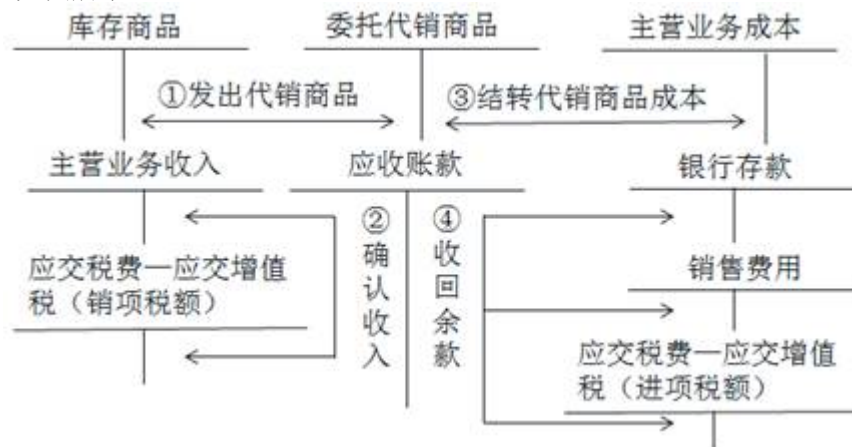 库存商品 委托代销商品 主营业务成本
①发出代销商品 ③结转代销商品成本
主营业务收入 应收账款 银行存款
②确认收入 ④收回余款
应交税费—应交增值
税（销项税额）
销售费用
应交税费—应交增值
税（进项税额）